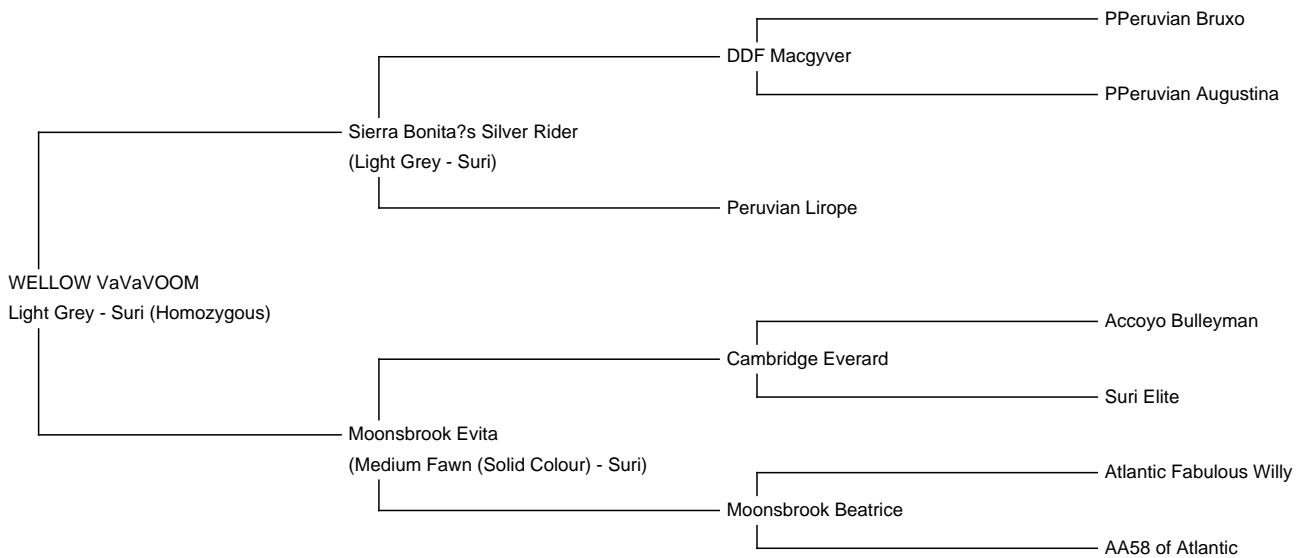 PPeruvian Bruxo
DDF Macgyver
PPeruvian Augustina
Sierra Bonita?s Silver Rider
(Light Grey - Suri)
Peruvian Lirope
WELLOW VaVaVOOM
Light Grey - Suri (Homozygous)
Accoyo Bulleyman
Cambridge Everard
Suri Elite
Moonsbrook Evita
(Medium Fawn (Solid Colour) - Suri)
Atlantic Fabulous Willy
Moonsbrook Beatrice
AA58 of Atlantic